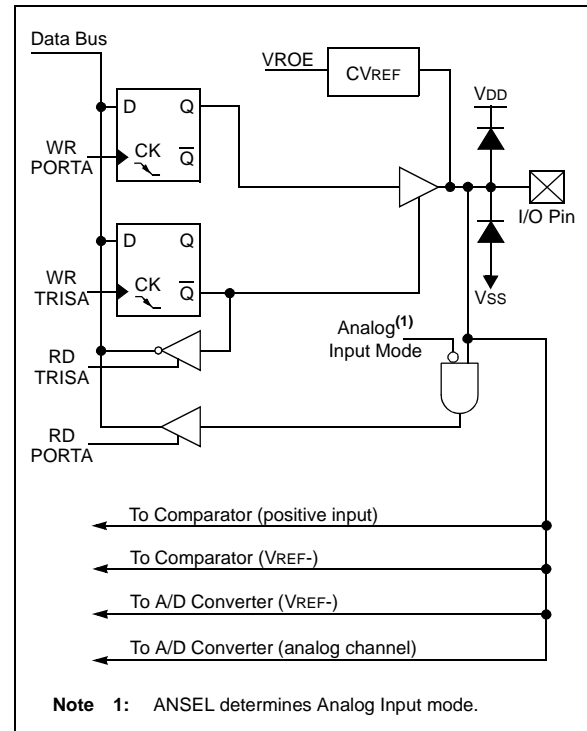 Data Bus
VROE
CVREF
VDD
D Q
WR
PORTA
CK
Q
I/O Pin
D Q
WR
TRISA
CK
Q
VSS
Analog(1)
Input Mode
RD
TRISA
RD
PORTA
To Comparator (positive input)
To Comparator (VREF-)
To A/D Converter (VREF-)
To A/D Converter (analog channel)
Note 1: ANSEL determines Analog Input mode.